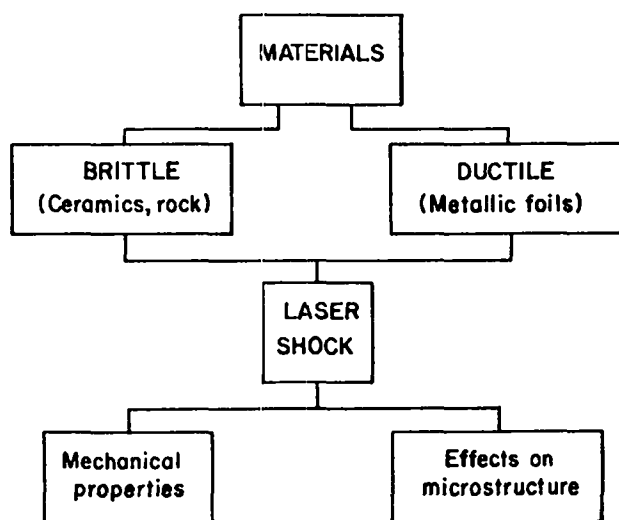 MATERIALS
BRITTLE
(Ceramics, rock)
DUCTILE
(Metallic foils)
LASER
SHOCK
Mechanical
properties
Effects on
microstructure